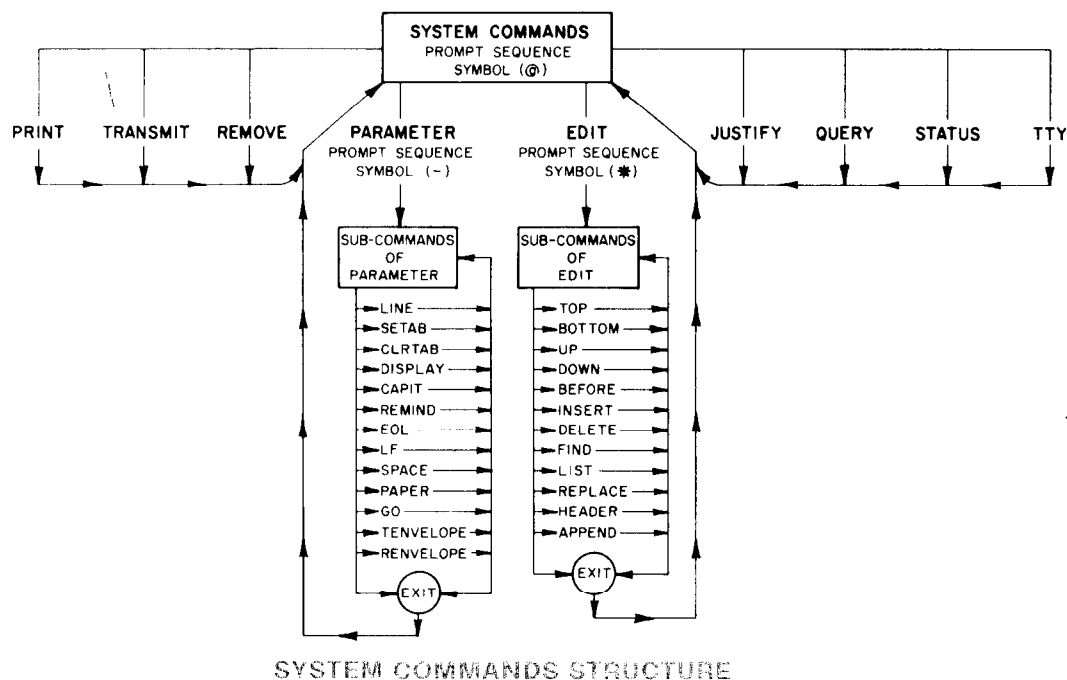 SYSTEM COMMANDS
PROMPT SEQUENCE
SYMBOL (@)
PRINT
TRANSMIT
REMOVE
PARAMETER
PROMPT SEQUENCE
SYMBOL (~)
EDIT
PROMPT SEQUENCE
SYMBOL (*)
JUSTIFY
QUERY
STATUS
TTY
SUB-COMMANDS
OF
PARAMETER
LINE
SETAB
CLRTAB
DISPLAY
CAPIT
REMIND
EOL
LF
SPACE
PAPER
GO
TENVELOPE
RENVELOPE
EXIT
SUB-COMMANDS
OF
EDIT
TOP
BOTTOM
UP
DOWN
BEFORE
INSERT
DELETE
FIND
LIST
REPLACE
HEADER
APPEND
EXIT
SYSTEM COMMANDS STRUCTURE